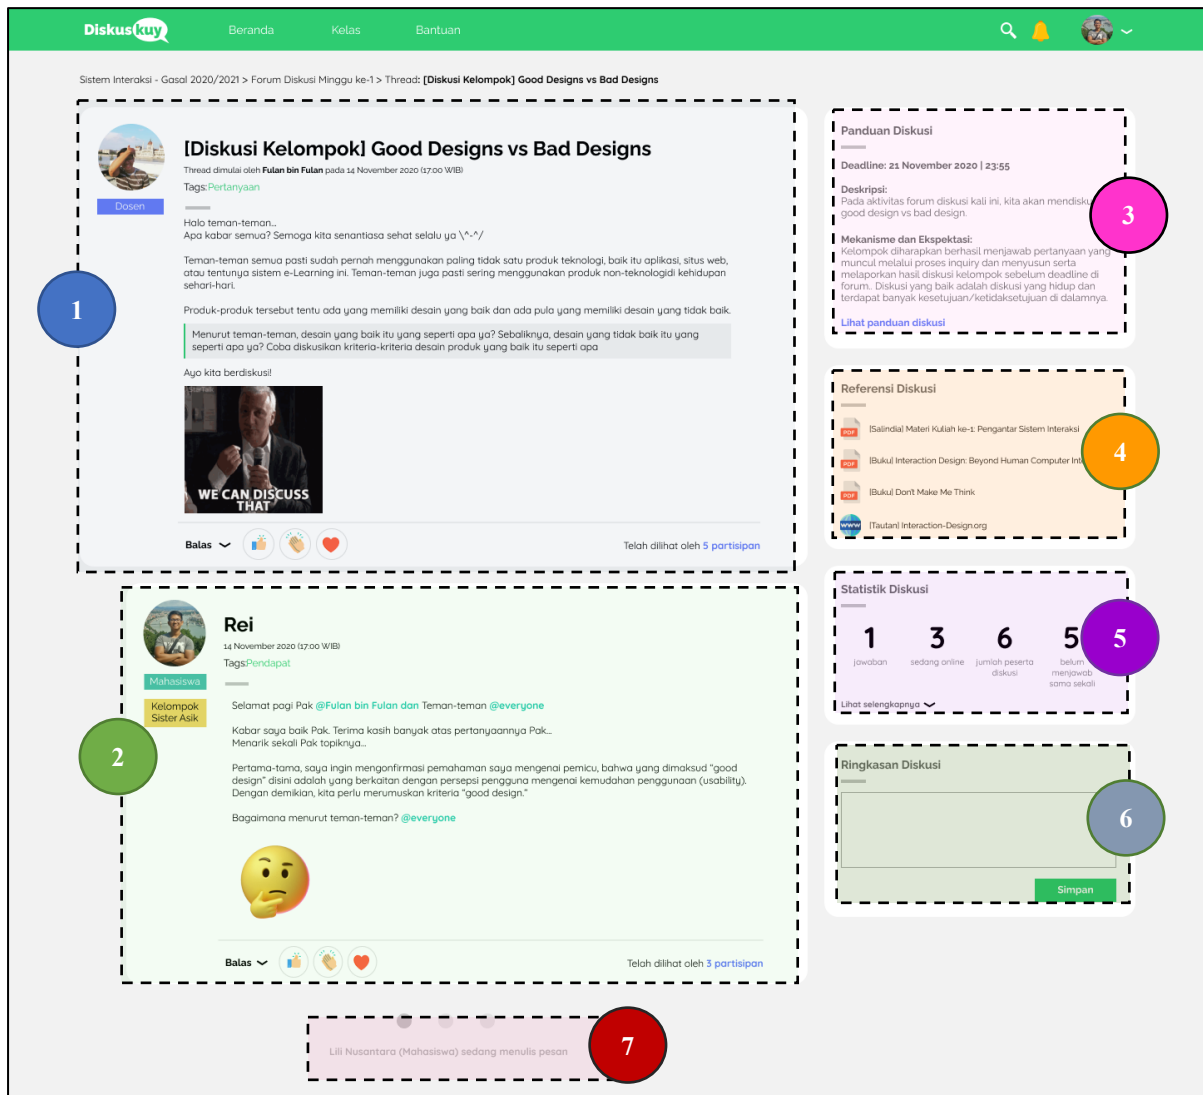 Diskuskuy
Beranda Kelas Bantuan
Sistem Interaksi - Gasal 2020/2021 > Forum Diskusi Minggu ke-1 > Thread: [Diskusi Kelompok] Good Designs vs Bad Designs
[Diskusi Kelompok] Good Designs vs Bad Designs
Thread dimulai oleh Fulan bin Fulan pada 14 November 2020 (17:00 WIB)
Tags:Pertanyaan
Dosen
Halo teman-teman...
Apa kabar semua? Semoga kita senantiasa sehat selalu ya \^-^/
Teman-teman semua pasti sudah pernah menggunakan paling tidak satu produk teknologi, baik itu aplikasi, situs web,
atau tentunya sistem e-Learning ini. Teman-teman juga pasti sering menggunakan produk non-teknologidi kehidupan
sehari-hari.
Produk-produk tersebut tentu ada yang memiliki desain yang baik dan ada pula yang memiliki desain yang tidak baik.
Menurut teman-teman, desain yang baik itu yang seperti apa ya? Sebaliknya, desain yang tidak baik itu yang
seperti apa ya? Coba diskusikan kriteria-kriteria desain produk yang baik itu seperti apa
Ayo kita berdiskusi!
WE CAN DISCUSS
THAT
Balas
Telah dilihat oleh 5 partisipan
1
Rei
14 November 2020 (17:00 WIB)
Tags:Pendapat
Mahasiswa
Kelompok
Sister Asik
Selamat pagi Pak @Fulan bin Fulan dan Teman-teman @everyone
Kabar saya baik Pak. Terima kasih banyak atas pertanyaannya Pak...
Menarik sekali Pak topiknya...
Pertama-tama, saya ingin mengonfirmasi pemahaman saya mengenai pemicu, bahwa yang dimaksud "good
design" disini adalah yang berkaitan dengan persepsi pengguna mengenai kemudahan penggunaan (usability).
Dengan demikian, kita perlu merumuskan kriteria "good design."
Bagaimana menurut teman-teman? @everyone
Balas
Telah dilihat oleh 3 partisipan
2
Lili Nusantara (Mahasiswa) sedang menulis pesan
7
Panduan Diskusi
Deadline: 21 November 2020 | 23:55
Deskripsi:
Pada aktivitas forum diskusi kali ini, kita akan
good design vs bad design.
Mekanisme dan Ekspektasi:
Kelompok diharapkan berhasil menjawab pertanyaan yang
muncul melalui proses inquiry dan menyusun serta
melaporkan hasil diskusi kelompok sebelum deadline di
forum.. Diskusi yang baik adalah diskusi yang hidup dan
terdapat banyak kesetujuan/ketidaksetujuan di dalamnya.
Lihat panduan diskusi
3
Referensi Diskusi
PDF [Salindia] Materi Kuliah ke-1: Pengantar Sistem Interaksi
PDF [Buku] Interaction Design: Beyond Human Computer
PDF [Buku] Don't Make Me Think
www [Tautan] Interaction-Design.org
4
Statistik Diskusi
1 3 6 5
jawaban sedang online jumlah peserta belum
diskusi menjawab
sama sekali
Lihat selengkapnya
5
Ringkasan Diskusi
Simpan
6